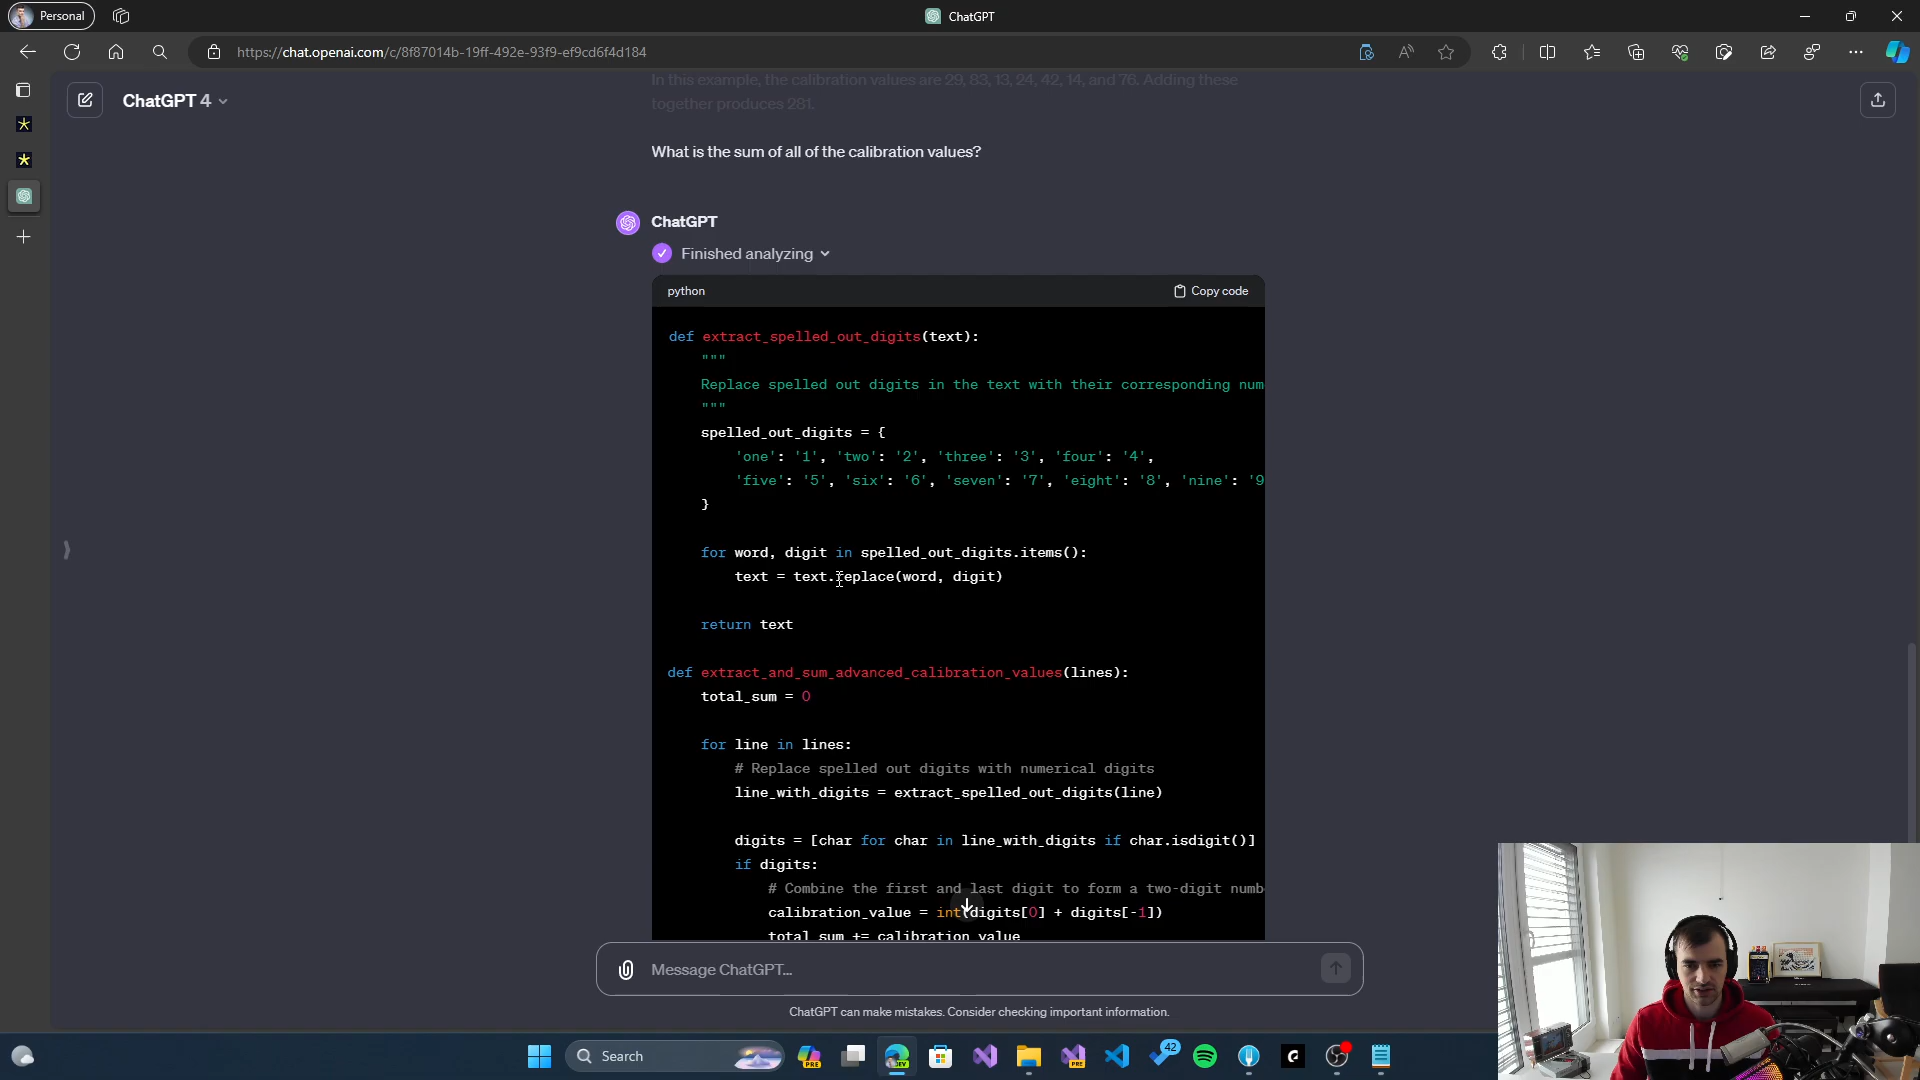 Personal
ChatGPT
https://chat.openai.com/c/8f87014b-19ff-492e-93f9-ef9cd6f4d184
ChatGPT 4
In this example, the calibration values are 29, 83, 13, 24, 42, 14, and 76. Adding these
together produces 281.
What is the sum of all of the calibration values?
ChatGPT
Finished analyzing
python
Copy code
def extract_spelled_out_digits(text):
"""
Replace spelled out digits in the text with their corresponding num
"""
spelled_out_digits = {
'one': '1', 'two': '2', 'three': '3', 'four': '4',
'five': '5', 'six': '6', 'seven': '7', 'eight': '8', 'nine': '9
}
for word, digit in spelled_out_digits.items():
text = text.replace(word, digit)
return text
def extract_and_sum_advanced_calibration_values(lines):
total_sum = 0
for line in lines:
# Replace spelled out digits with numerical digits
line_with_digits = extract_spelled_out_digits(line)
digits = [char for char in line_with_digits if char.isdigit()]
if digits:
# Combine the first and last digit to form a two-digit numb
calibration_value = int(digits[0] + digits[-1])
total_sum += calibration_value
Message ChatGPT...
ChatGPT can make mistakes. Consider checking important information.
Search
PRE
DEV
PRE
42